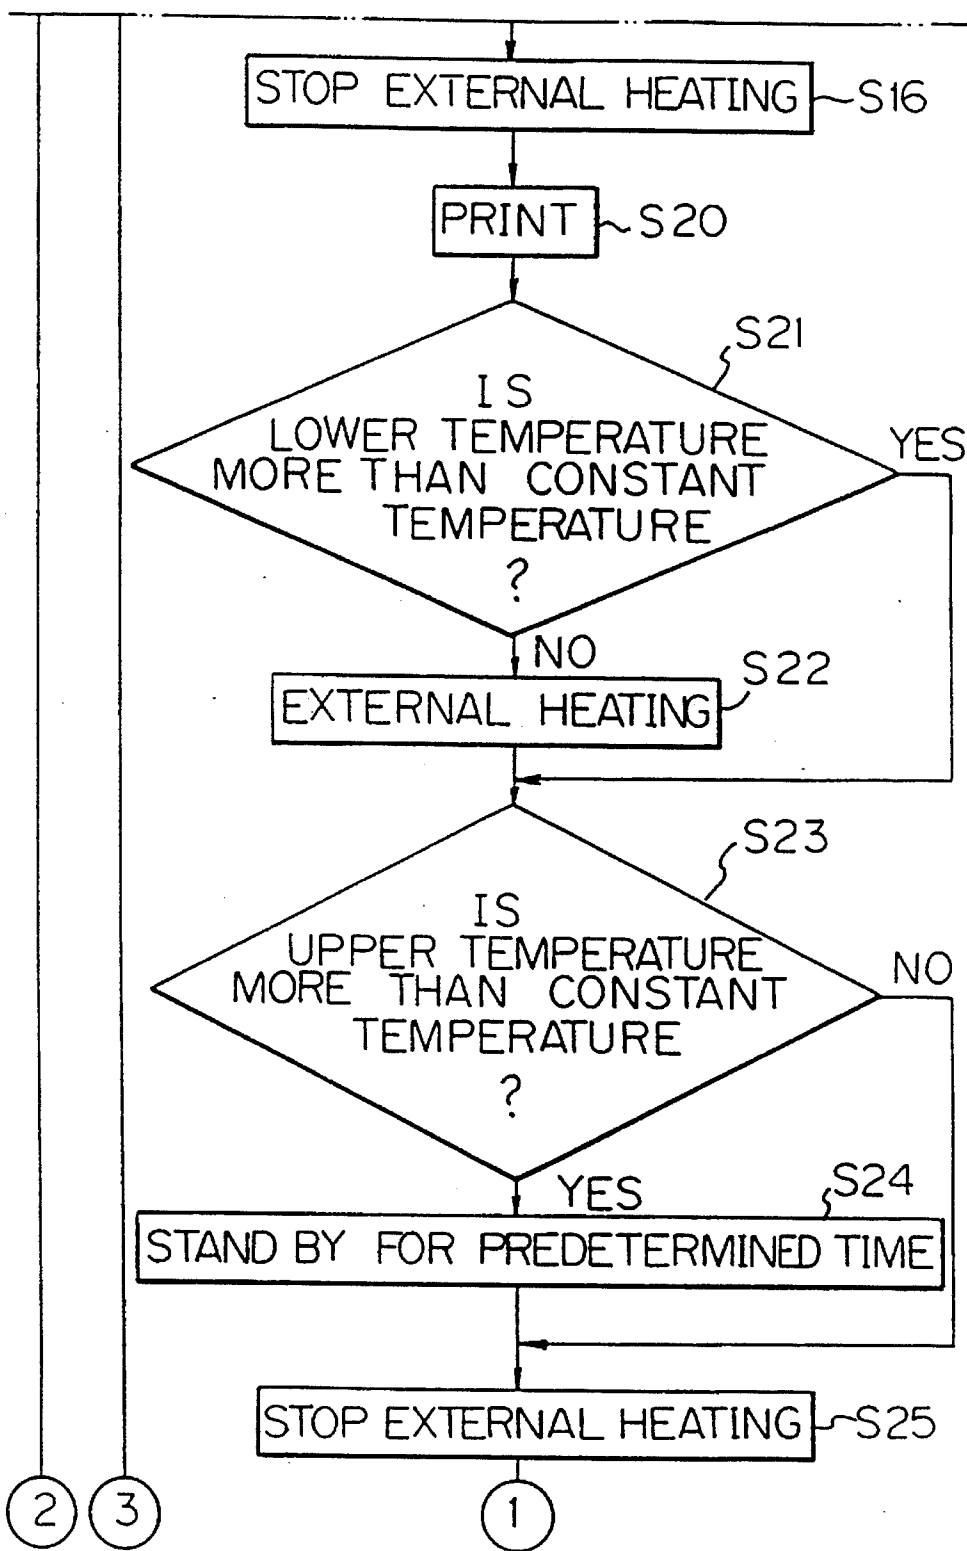 STOP EXTERNAL HEATING S16
PRINT S20
S21
IS
LOWER TEMPERATURE
MORE THAN CONSTANT
TEMPERATURE
?
YES
NO
S22
EXTERNAL HEATING
S23
IS
UPPER TEMPERATURE
MORE THAN CONSTANT
TEMPERATURE
?
NO
YES
S24
STAND BY FOR PREDETERMINED TIME
STOP EXTERNAL HEATING S25
2 3 1